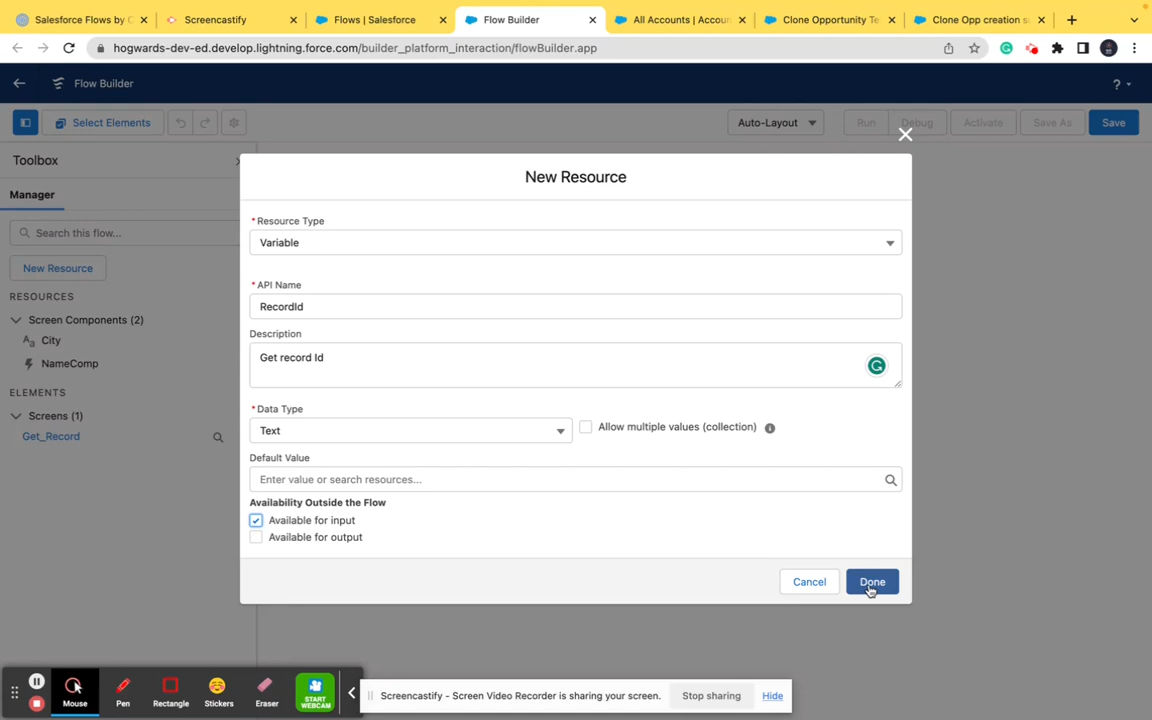 Salesforce Flows by C
Screencastify
Flows | Salesforce
Flow Builder
All Accounts | Accoun
Clone Opportunity Te
Clone Opp creation s
hogwards-dev-ed.develop.lightning.force.com/builder_platform_interaction/flowBuilder.app
Flow Builder
?
Select Elements
Auto-Layout
Run
Debug
Activate
Save As
Save
Toolbox
New Resource
Manager
* Resource Type
Variable
Search this flow...
New Resource
* API Name
RESOURCES
RecordId
Screen Components (2)
Description
Aa City
Get record Id
NameComp
ELEMENTS
* Data Type
Screens (1)
Text
Allow multiple values (collection)
Get_Record
Default Value
Enter value or search resources...
Availability Outside the Flow
Available for input
Available for output
Cancel
Done
Mouse
Pen
Rectangle
Stickers
Eraser
START
WEBCAM
Screencastify - Screen Video Recorder is sharing your screen.
Stop sharing
Hide